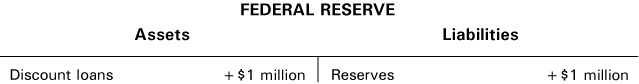 FEDERAL RESERVE
Assets Liabilities
Discount loans + $1 million Reserves + $1 million